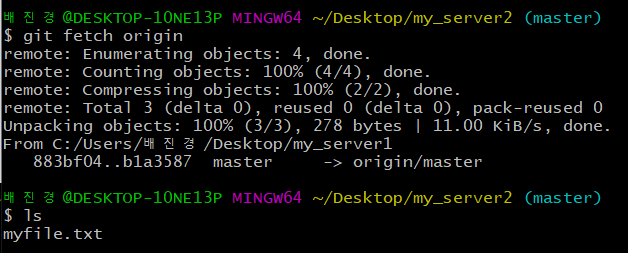 배진경@DESKTOP-10NE13P MINGW64 ~/Desktop/my_server2 (master)
$ git fetch origin
remote: Enumerating objects: 4, done.
remote: Counting objects: 100% (4/4), done.
remote: Compressing objects: 100% (2/2), done.
remote: Total 3 (delta 0), reused 0 (delta 0), pack-reused 0
Unpacking objects: 100% (3/3), 278 bytes | 11.00 KiB/s, done.
From C:/Users/배진경/Desktop/my_server1
   883bf04..b1a3587  master     -> origin/master
배진경@DESKTOP-10NE13P MINGW64 ~/Desktop/my_server2 (master)
$ ls
myfile.txt